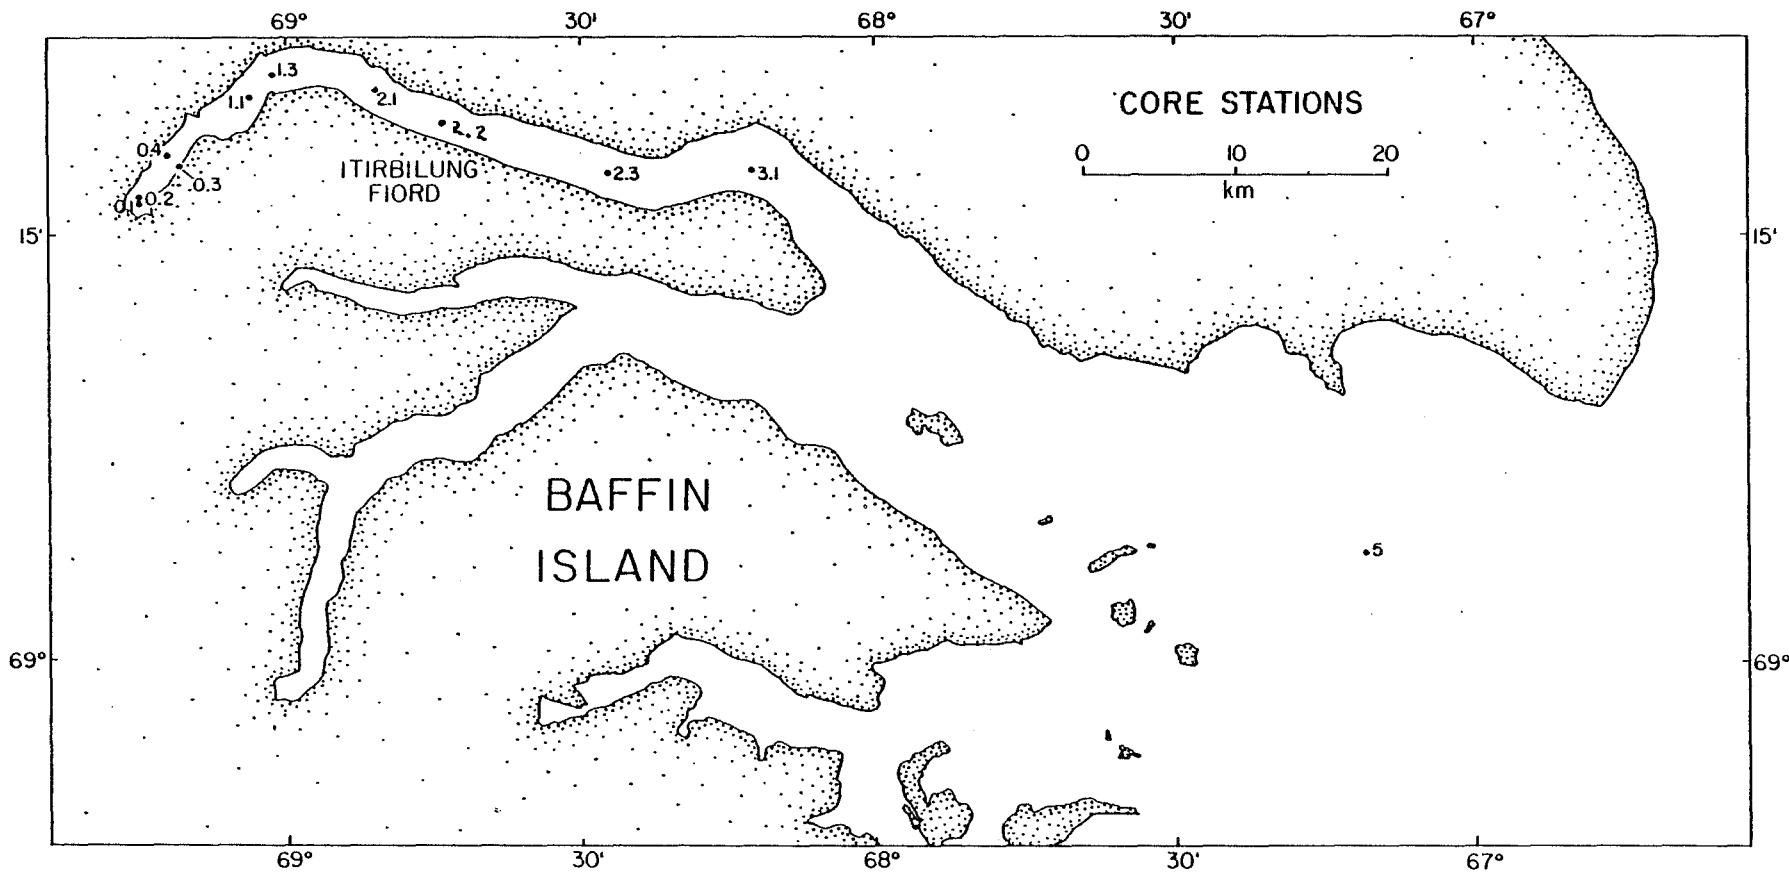 69° 30' 68° 30' 67°
1.3
1.1
2.1
CORE STATIONS
2.2
0.4
0 10 20
km
ITIRBILUNG
FIORD
2.3
3.1
0.3
0.1 0.2
15' 15'
BAFFIN
ISLAND
5
69° 69°
69° 30' 68° 30' 67°